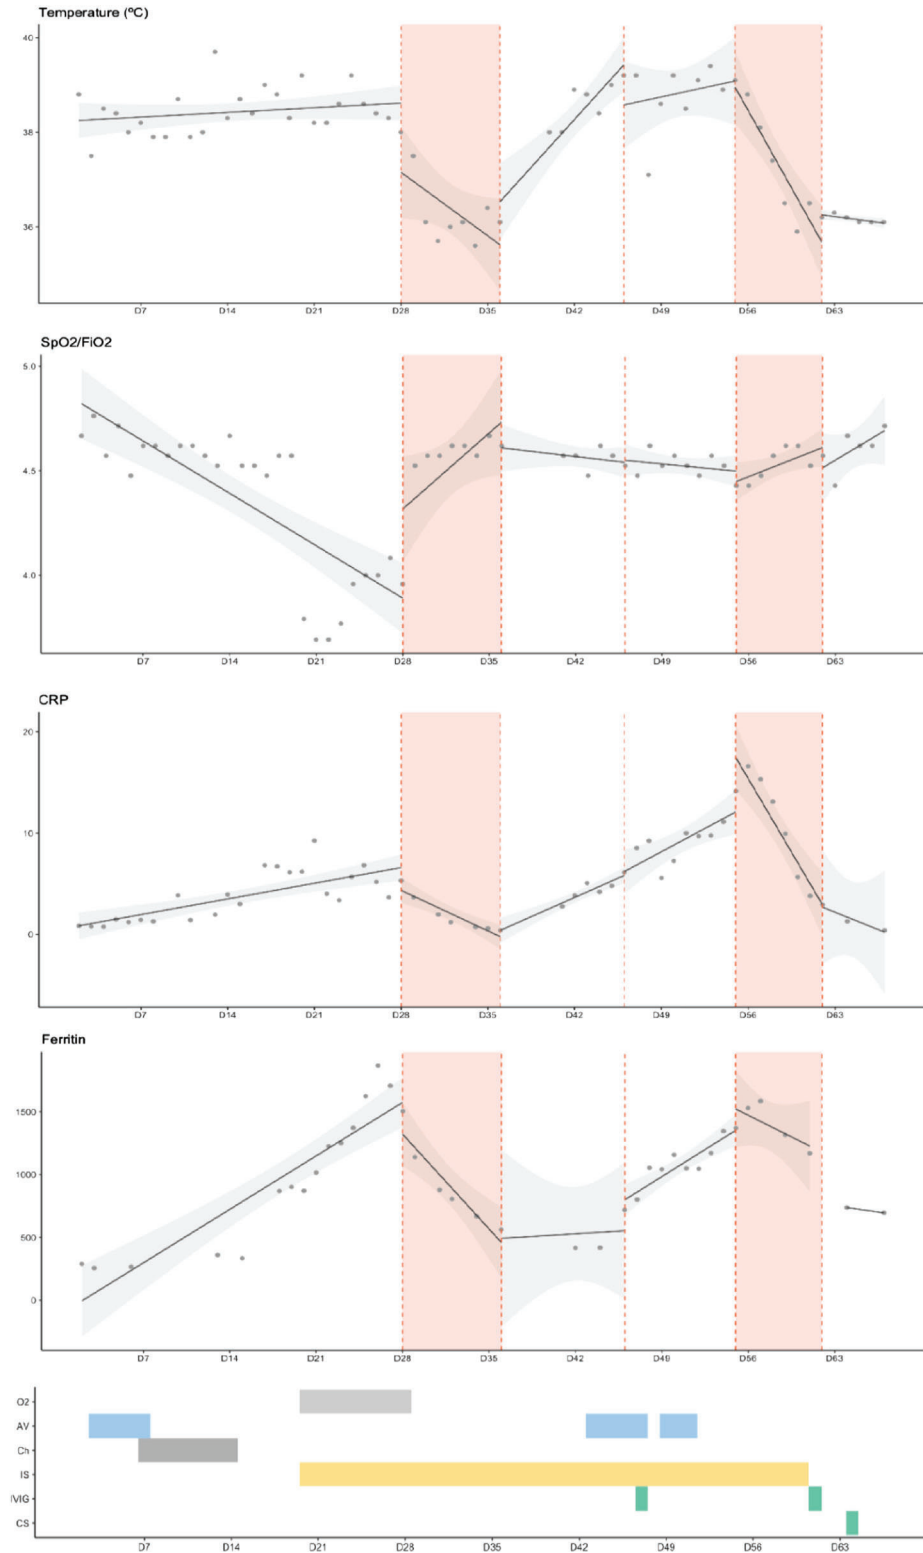 Temperature (ºC)
40
38
36
D7 D14 D21 D28 D35 D42 D49 D56 D63
SpO2/FiO2
5.0
4.5
4.0
D7 D14 D21 D28 D35 D42 D49 D56 D63
CRP
20
10
0
D7 D14 D21 D28 D35 D42 D49 D56 D63
Ferritin
1500
1000
500
0
D7 D14 D21 D28 D35 D42 D49 D56 D63
O2
AV
Ch
IS
IVIG
CS
D7 D14 D21 D28 D35 D42 D49 D56 D63